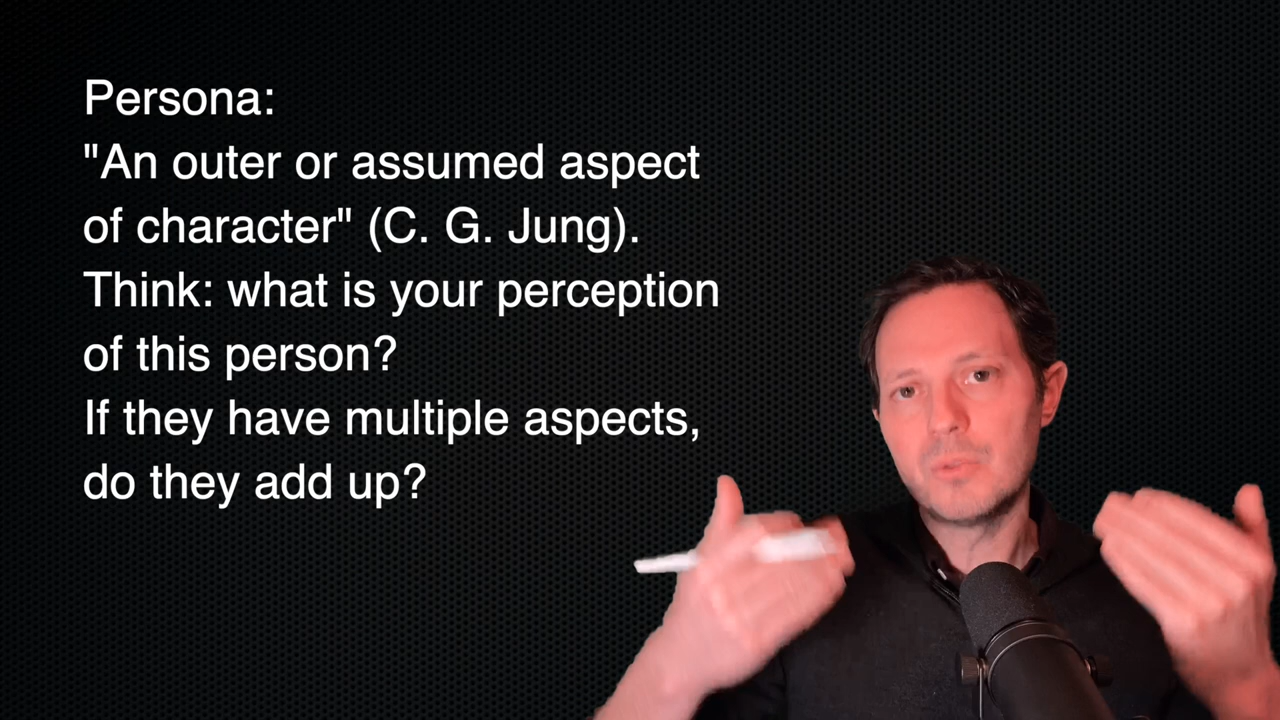 Persona:
"An outer or assumed aspect
of character" (C. G. Jung).
Think: what is your perception
of this person?
If they have multiple aspects,
do they add up?